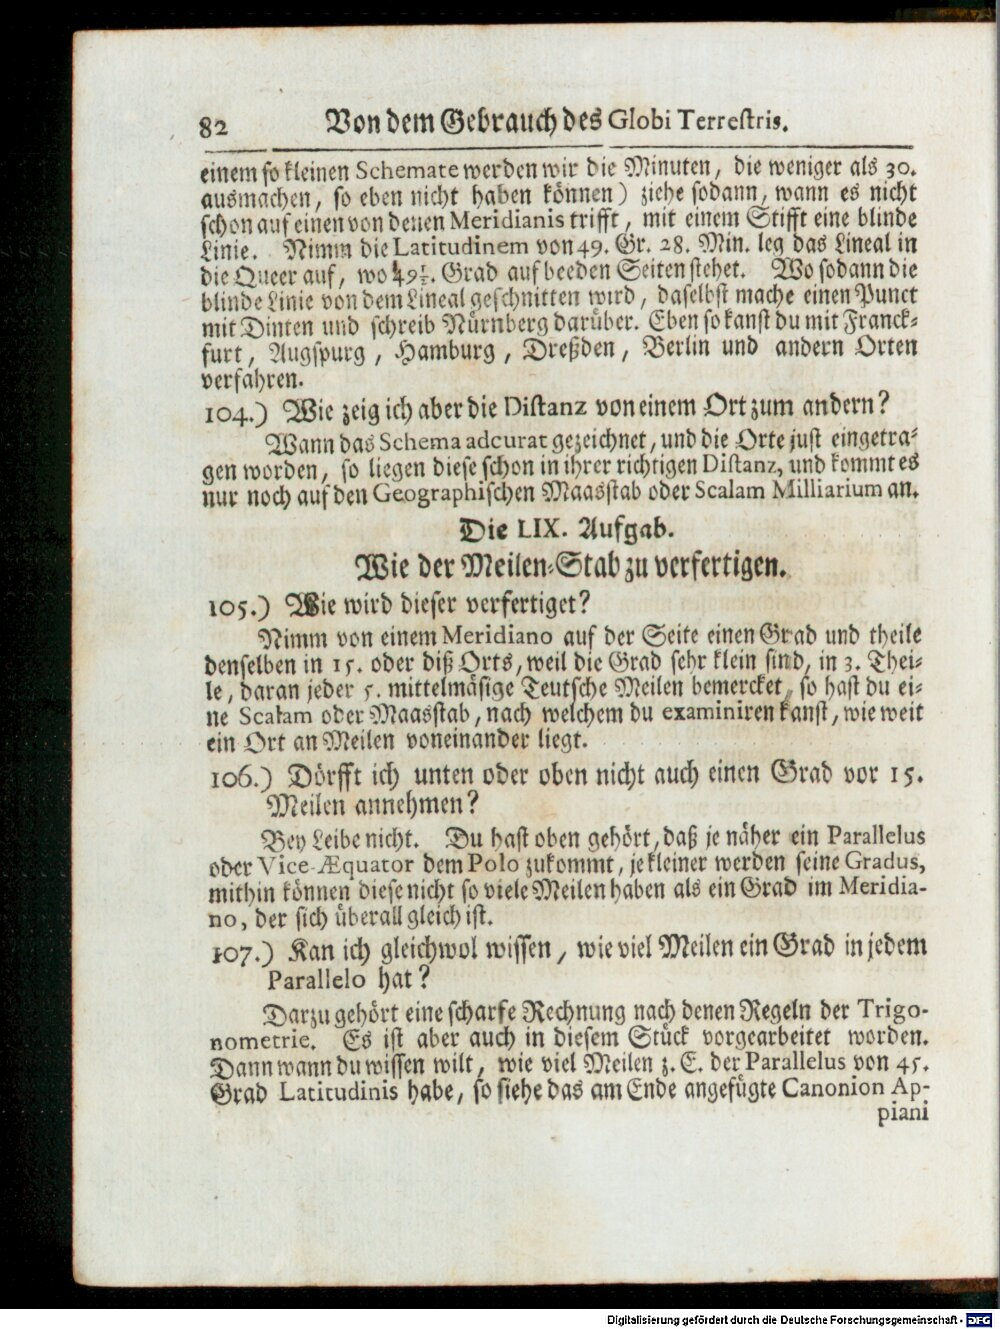 82 Von dem Gebrauch des Globi Terrestris.
einem so kleinen Schemate werden wir die Minuten, die weniger als 30.
ausmachen, so eben nicht haben können) ziehe sodann, wann es nicht
schon auf einen von denen Meridianis trifft, mit einem Stifft eine blinde
Linie. Nimm die Latitudinem von 49. Gr. 28. Min. leg das Lineal in
die Queer auf, wo 49½. Grad auf beeden Seiten stehet. Wo sodann die
blinde Linie von dem Lineal geschnitten wird, daselbst mache einen Punct
mit Dinten und schreib Nürnberg darüber. Eben so kanst du mit Franck-
furt, Augspurg, Hamburg, Dreßden, Berlin und andern Orten
verfahren.
104.) Wie zeig ich aber die Distanz von einem Ort zum andern?
Wann das Schema adcurat gezeichnet, und die Orte just eingetra-
gen worden, so liegen diese schon in ihrer richtigen Distanz, und kommt es
nur noch auf den Geographischen Maasstab oder Scalam Milliarium an.
Die LIX. Aufgab.
Wie der Meilen-Stab zu verfertigen.
105.) Wie wird dieser verfertiget?
Nimm von einem Meridiano auf der Seite einen Grad und theile
denselben in 15. oder diß Orts, weil die Grad sehr klein sind, in 3. Thei-
le, daran jeder 5. mittelmäsige Teutsche Meilen bemercket, so hast du ei-
ne Scalam oder Maasstab, nach welchem du examiniren kanst, wie weit
ein Ort an Meilen voneinander liegt.
106.) Dörfft ich unten oder oben nicht auch einen Grad vor 15.
Meilen annehmen?
Bey Leibe nicht. Du hast oben gehört, daß je näher ein Parallelus
oder Vice-Æquator dem Polo zukommt, je kleiner werden seine Gradus,
mithin können diese nicht so viele Meilen haben als ein Grad im Meridia-
no, der sich überall gleich ist.
107.) Kan ich gleichwol wissen, wie viel Meilen ein Grad in jedem
Parallelo hat?
Darzu gehört eine scharfe Rechnung nach denen Regeln der Trigo-
nometrie. Es ist aber auch in diesem Stück vorgearbeitet worden.
Dann wann du wissen wilt, wie viel Meilen z. E. der Parallelus von 45.
Grad Latitudinis habe, so siehe das am Ende angefügte Canonion Ap-
piani
Digitalisierung gefördert durch die Deutsche Forschungsgemeinschaft - DFG